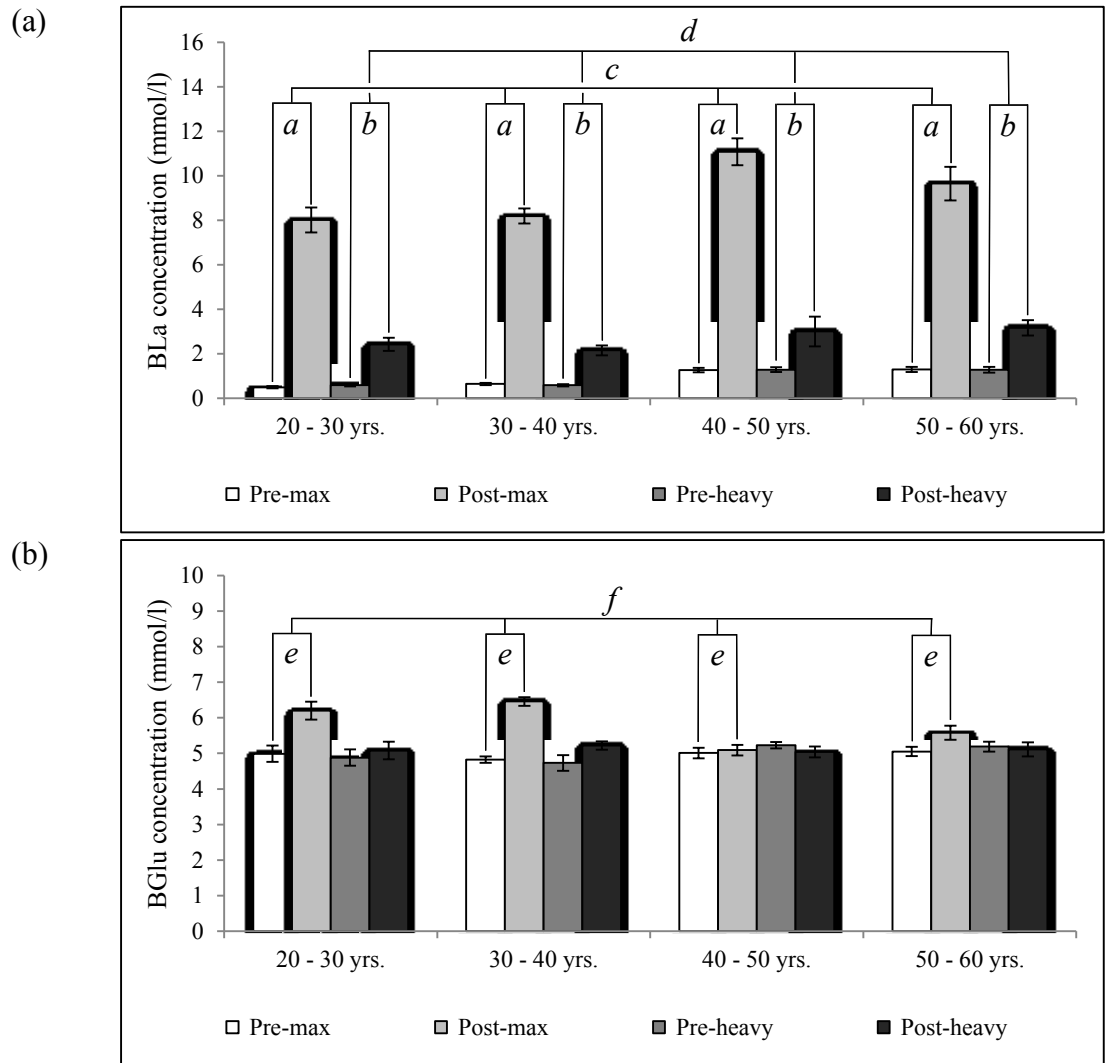 (a)
d
c
a b a b a b a b
BLa concentration (mmol/l)
16
14
12
10
8
6
4
2
0
20 - 30 yrs. 30 - 40 yrs. 40 - 50 yrs. 50 - 60 yrs.
Pre-max Post-max Pre-heavy Post-heavy
(b)
f
e e e e
BGlu concentration (mmol/l)
10
9
8
7
6
5
4
3
2
1
0
20 - 30 yrs. 30 - 40 yrs. 40 - 50 yrs. 50 - 60 yrs.
Pre-max Post-max Pre-heavy Post-heavy